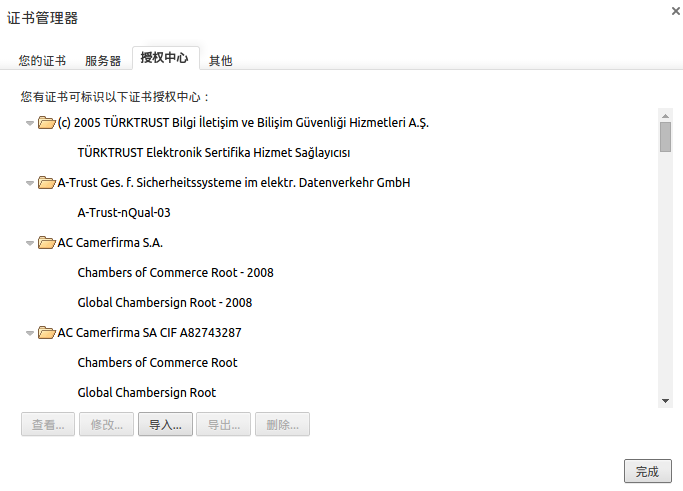 证书管理器
您的证书 服务器 授权中心 其他
您有证书可标识以下证书授权中心：
(c) 2005 TÜRKTRUST Bilgi İletişim ve Bilişim Güvenliği Hizmetleri A.Ş.
TÜRKTRUST Elektronik Sertifika Hizmet Sağlayıcısı
A-Trust Ges. f. Sicherheitssysteme im elektr. Datenverkehr GmbH
A-Trust-nQual-03
AC Camerfirma S.A.
Chambers of Commerce Root - 2008
Global Chambersign Root - 2008
AC Camerfirma SA CIF A82743287
Chambers of Commerce Root
Global Chambersign Root
查看... 修改... 导入... 导出... 删除...
完成